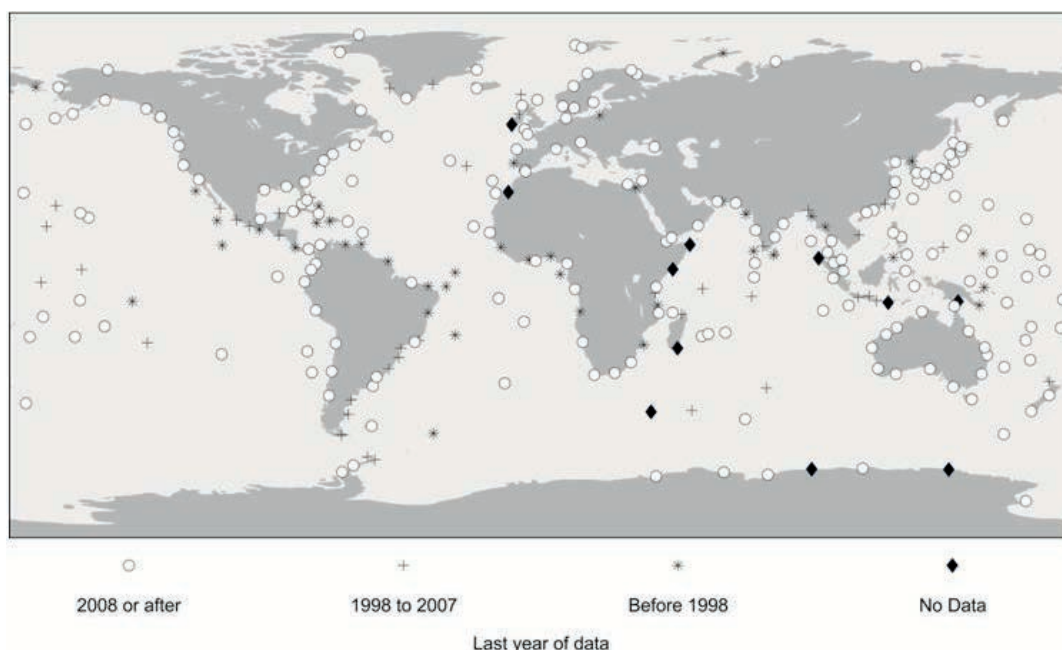 2008 or after
1998 to 2007
Before 1998
No Data
Last year of data